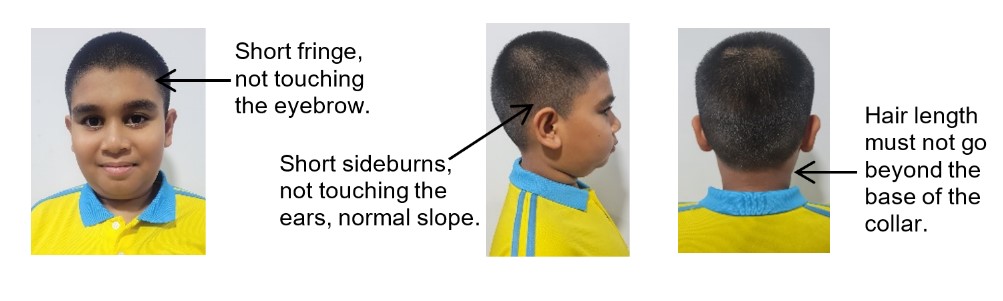 Short fringe,
not touching
the eyebrow.
Short sideburns,
not touching the
ears, normal slope.
Hair length
must not go
beyond the
base of the
collar.